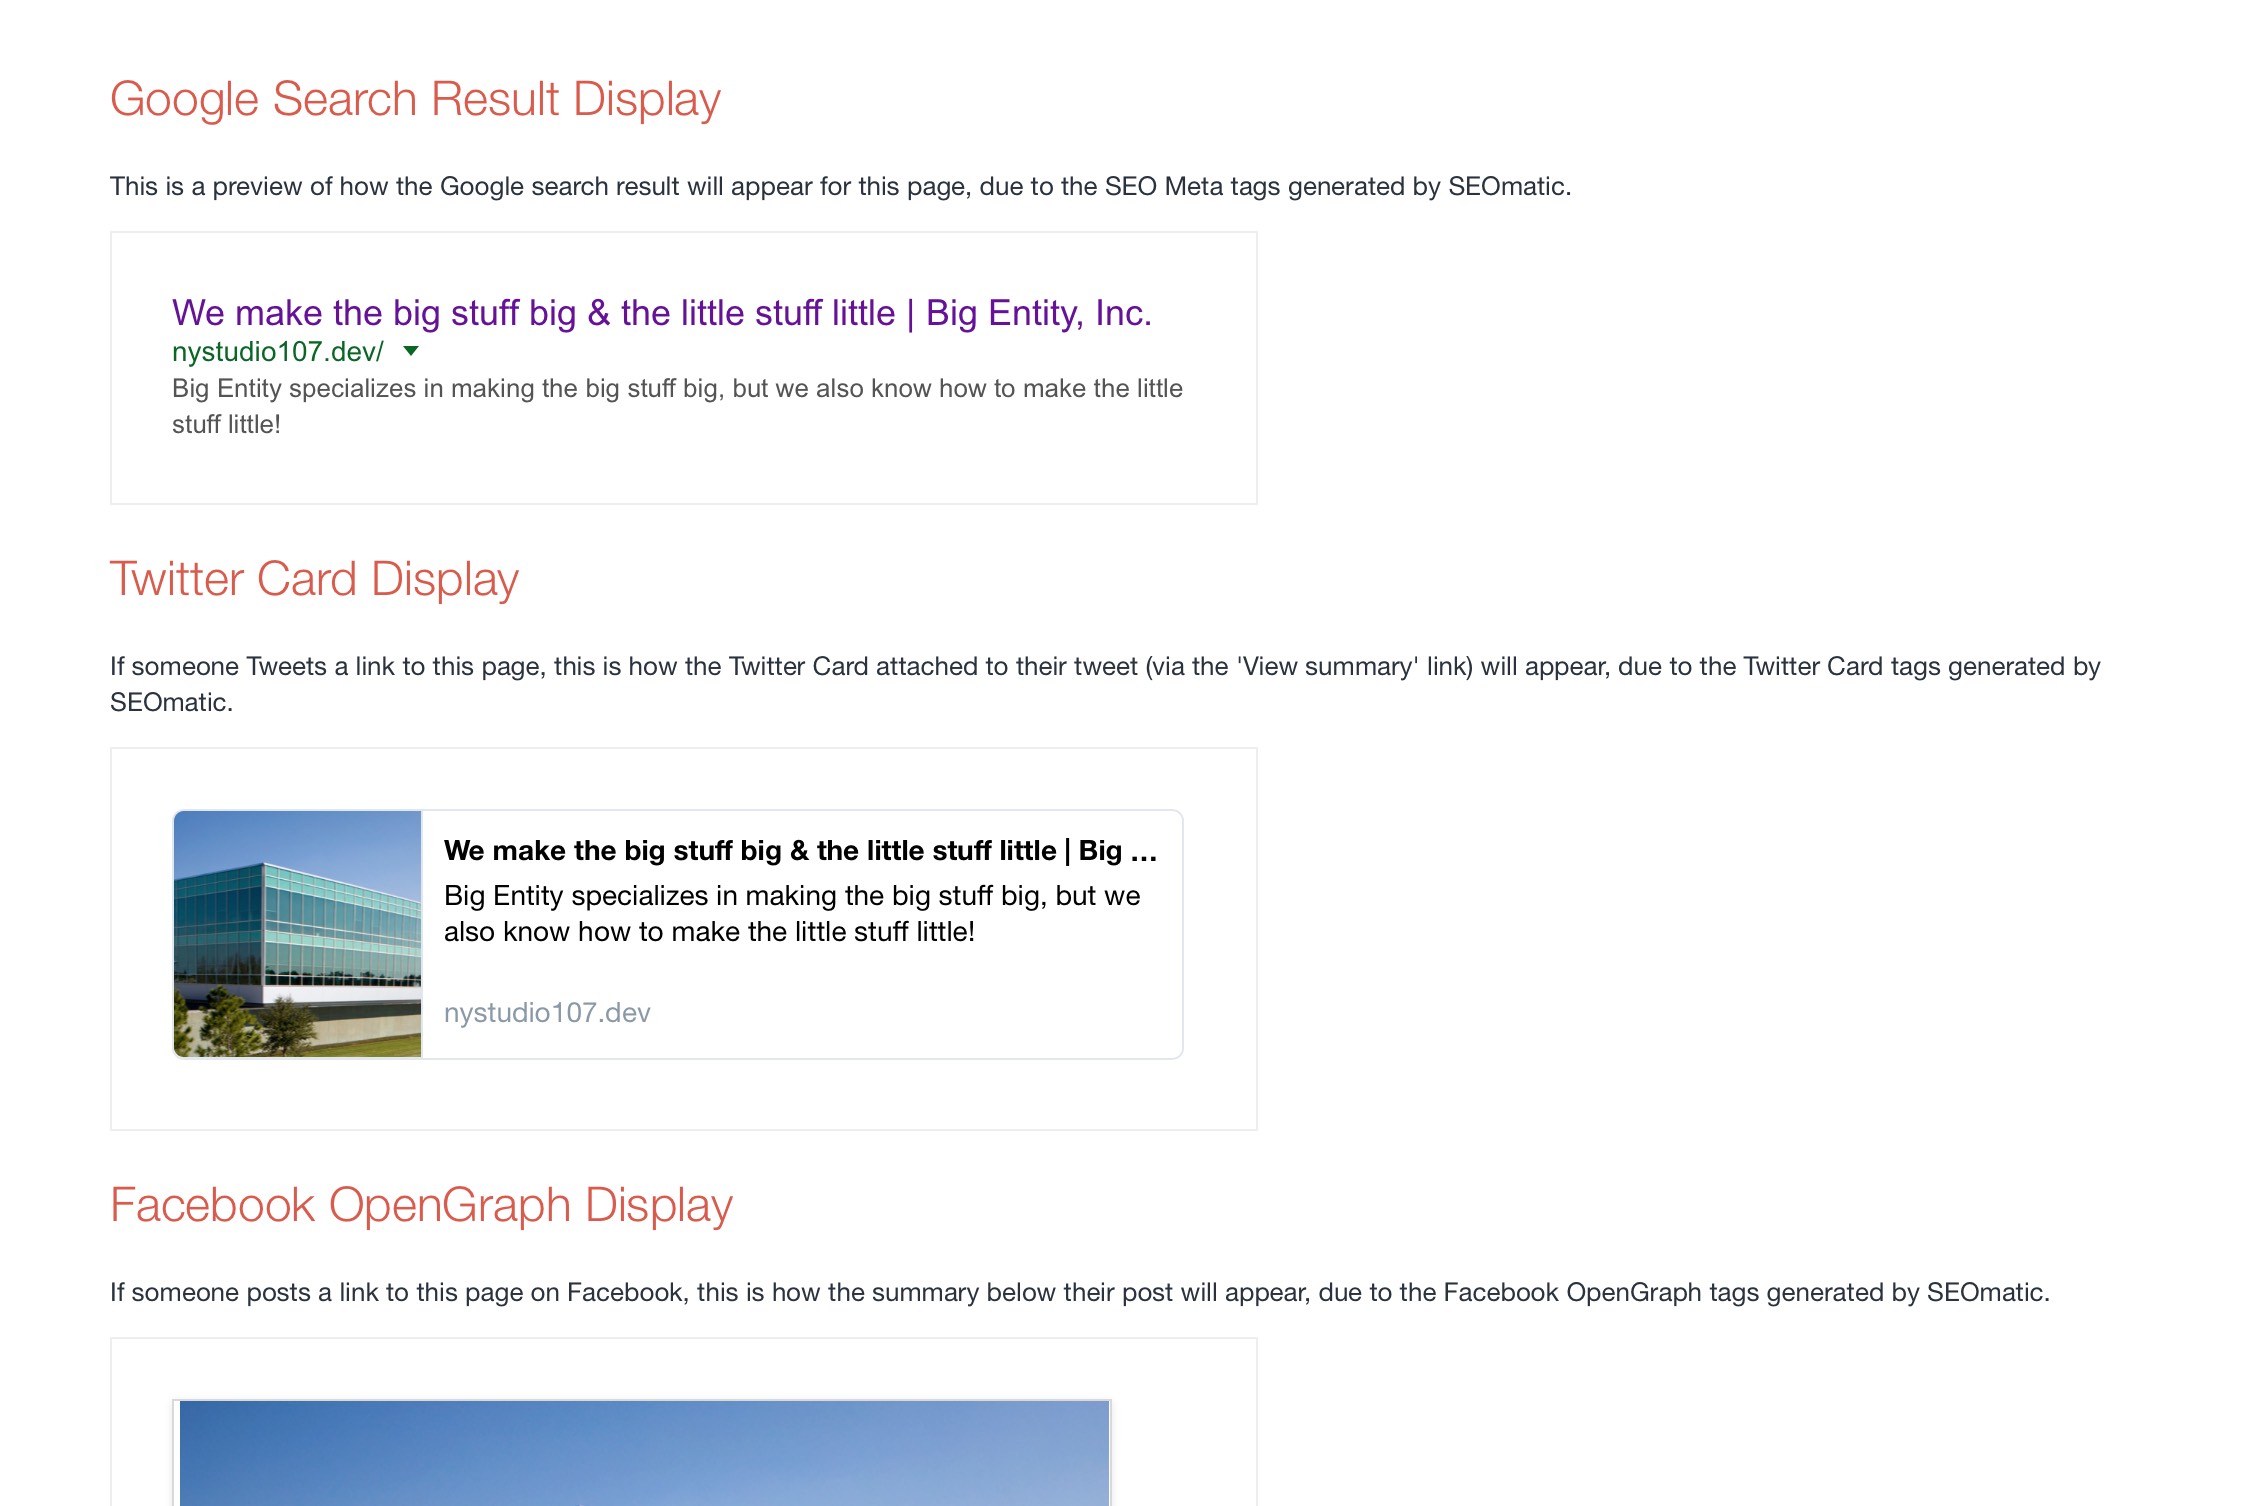 Google Search Result Display
This is a preview of how the Google search result will appear for this page, due to the SEO Meta tags generated by SEOmatic.
We make the big stuff big & the little stuff little | Big Entity, Inc.
nystudio107.dev/
Big Entity specializes in making the big stuff big, but we also know how to make the little
stuff little!
Twitter Card Display
If someone Tweets a link to this page, this is how the Twitter Card attached to their tweet (via the 'View summary' link) will appear, due to the Twitter Card tags generated by
SEOmatic.
We make the big stuff big & the little stuff little | Big ...
Big Entity specializes in making the big stuff big, but we
also know how to make the little stuff little!
nystudio107.dev
Facebook OpenGraph Display
If someone posts a link to this page on Facebook, this is how the summary below their post will appear, due to the Facebook OpenGraph tags generated by SEOmatic.